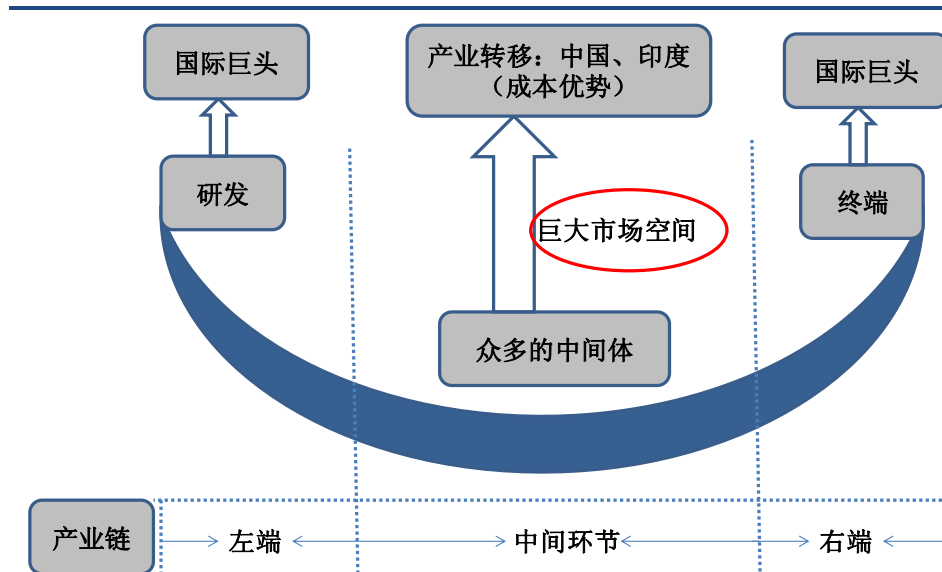 国际巨头
产业转移：中国、印度
（成本优势）
国际巨头
研发
终端
巨大市场空间
众多的中间体
产业链
左端
中间环节
右端